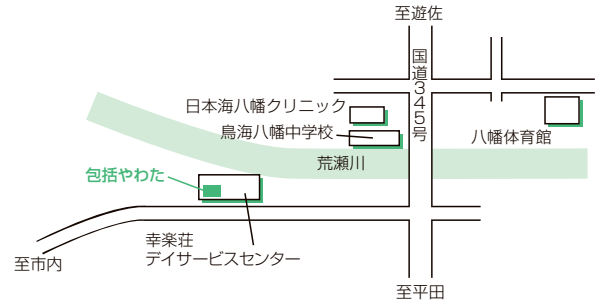 至遊佐
国道345号
日本海八幡クリニック
鳥海八幡中学校
八幡体育館
荒瀬川
包括やわた
幸楽荘
デイサービスセンター
至市内
至平田